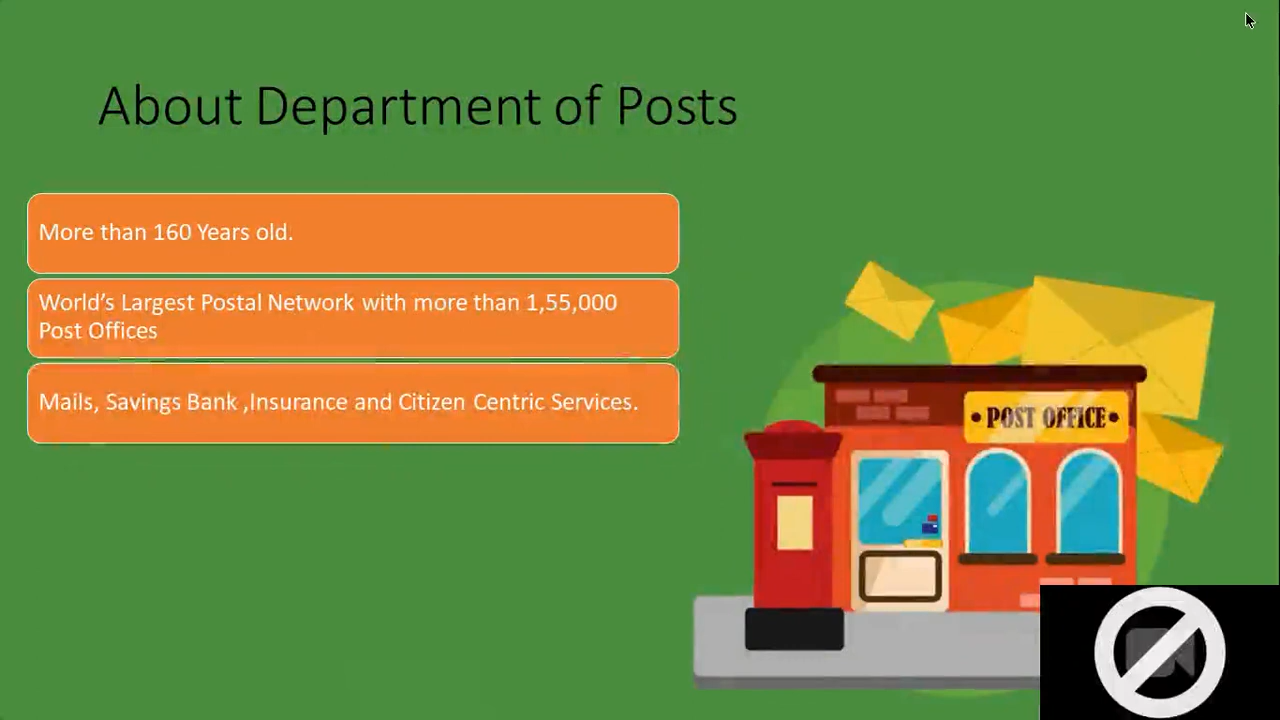 About Department of Posts
More than 160 Years old.
World’s Largest Postal Network with more than 1,55,000
Post Offices
Mails, Savings Bank ,Insurance and Citizen Centric Services.
• POST OFFICE •